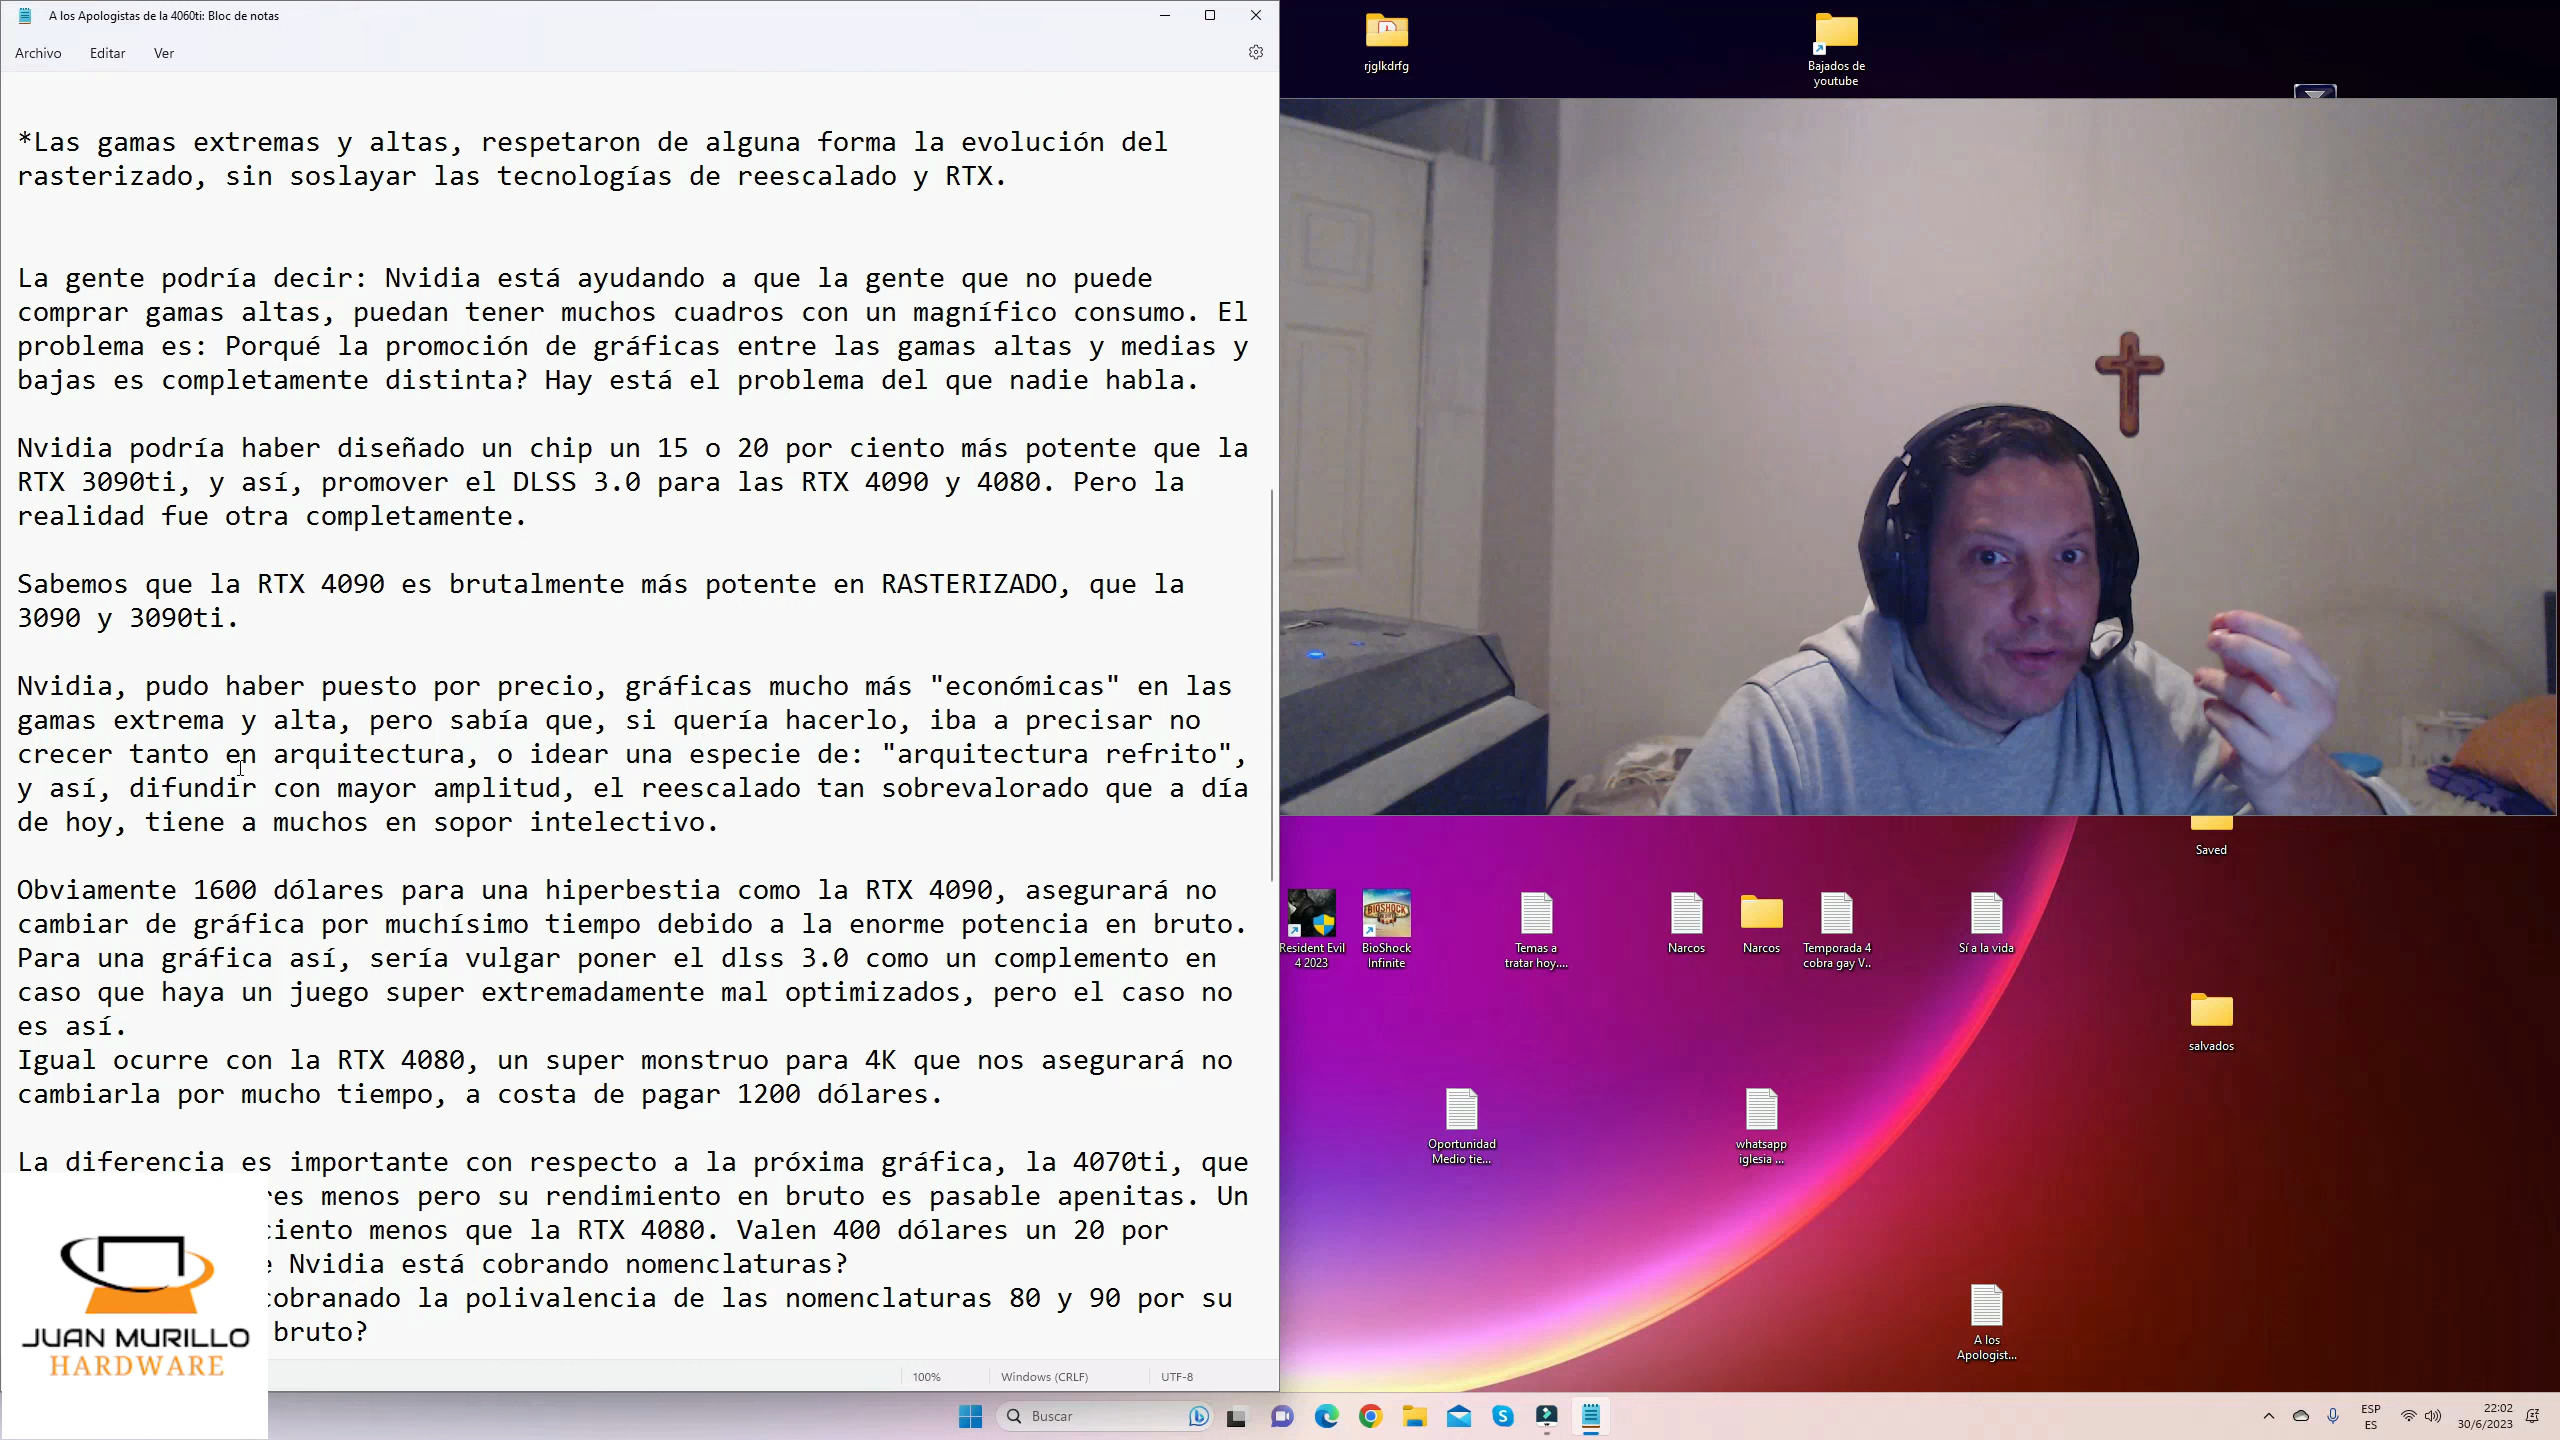 A los Apologistas de la 4060ti: Bloc de notas
Archivo Editar Ver
*Las gamas extremas y altas, respetaron de alguna forma la evolución del
rasterizado, sin soslayar las tecnologías de reescalado y RTX.
La gente podría decir: Nvidia está ayudando a que la gente que no puede
comprar gamas altas, puedan tener muchos cuadros con un magnífico consumo. El
problema es: Porqué la promoción de gráficas entre las gamas altas y medias y
bajas es completamente distinta? Hay está el problema del que nadie habla.
Nvidia podría haber diseñado un chip un 15 o 20 por ciento más potente que la
RTX 3090ti, y así, promover el DLSS 3.0 para las RTX 4090 y 4080. Pero la
realidad fue otra completamente.
Sabemos que la RTX 4090 es brutalmente más potente en RASTERIZADO, que la
3090 y 3090ti.
Nvidia, pudo haber puesto por precio, gráficas mucho más "económicas" en las
gamas extrema y alta, pero sabía que, si quería hacerlo, iba a precisar no
crecer tanto en arquitectura, o idear una especie de: "arquitectura refrito",
y así, difundir con mayor amplitud, el reescalado tan sobrevalorado que a día
de hoy, tiene a muchos en sopor intelectivo.
Obviamente 1600 dólares para una hiperbestia como la RTX 4090, asegurará no
cambiar de gráfica por muchísimo tiempo debido a la enorme potencia en bruto.
Para una gráfica así, sería vulgar poner el dlss 3.0 como un complemento en
caso que haya un juego super extremadamente mal optimizados, pero el caso no
es así.
Igual ocurre con la RTX 4080, un super monstruo para 4K que nos asegurará no
cambiarla por mucho tiempo, a costa de pagar 1200 dólares.
La diferencia es importante con respecto a la próxima gráfica, la 4070ti, que
res menos pero su rendimiento en bruto es pasable apenitas. Un
ciento menos que la RTX 4080. Valen 400 dólares un 20 por
e Nvidia está cobrando nomenclaturas?
cobranado la polivalencia de las nomenclaturas 80 y 90 por su
bruto?
JUAN MURILLO
HARDWARE
100%
Windows (CRLF)
UTF-8
rjglkdrfg
Bajados de
youtube
Saved
Resident Evil
4 2023
BioShock
Infinite
Temas a
tratar hoy....
Narcos
Narcos
Temporada 4
cobra gay V..
Sí a la vida
salvados
Oportunidad
Medio tie...
whatsapp
iglesia ...
A los
Apologist...
Buscar
ESP
ES
22:02
30/6/2023